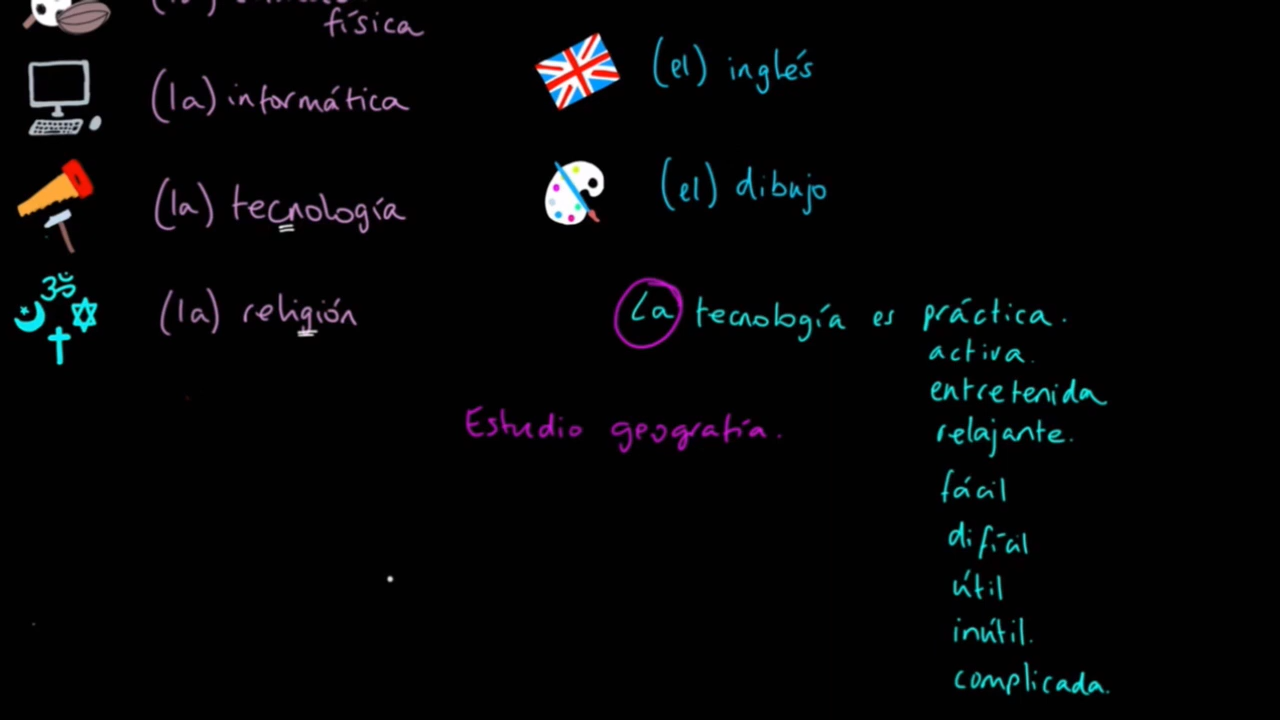 física
(la) informática
(la) tecnología
(la) religión
(el) inglés
(el) dibujo
La tecnología es práctica.
activa.
entretenida
relajante.
fácil
difícil
útil
inútil.
complicada.
Estudio geografía.